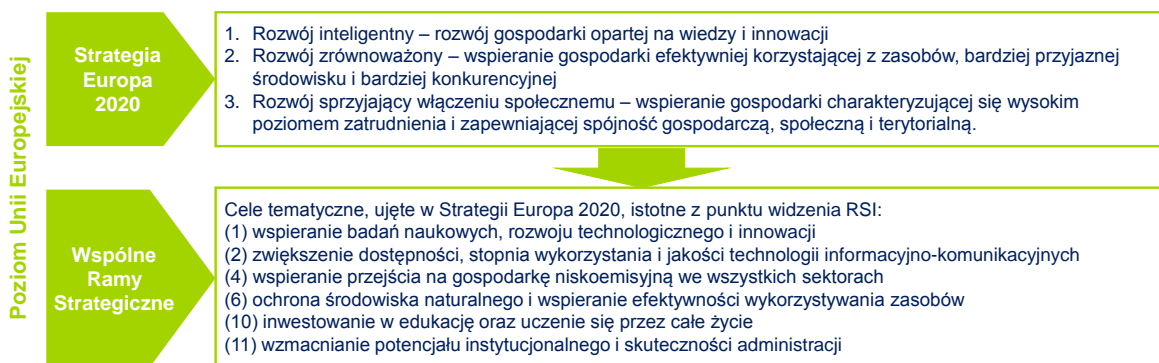 Poziom Unii Europejskiej
Strategia
Europa
2020
1. Rozwój inteligentny – rozwój gospodarki opartej na wiedzy i innowacji
2. Rozwój zrównoważony – wspieranie gospodarki efektywniej korzystającej z zasobów, bardziej przyjaznej
środowisku i bardziej konkurencyjnej
3. Rozwój sprzyjający włączeniu społecznemu – wspieranie gospodarki charakteryzującej się wysokim
poziomem zatrudnienia i zapewniającej spójność gospodarczą, społeczną i terytorialną.
Wspólne
Ramy
Strategiczne
Cele tematyczne, ujęte w Strategii Europa 2020, istotne z punktu widzenia RSI:
(1) wspieranie badań naukowych, rozwoju technologicznego i innowacji
(2) zwiększenie dostępności, stopnia wykorzystania i jakości technologii informacyjno-komunikacyjnych
(4) wspieranie przejścia na gospodarkę niskoemisyjną we wszystkich sektorach
(6) ochrona środowiska naturalnego i wspieranie efektywności wykorzystywania zasobów
(10) inwestowanie w edukację oraz uczenie się przez całe życie
(11) wzmacnianie potencjału instytucjonalnego i skuteczności administracji